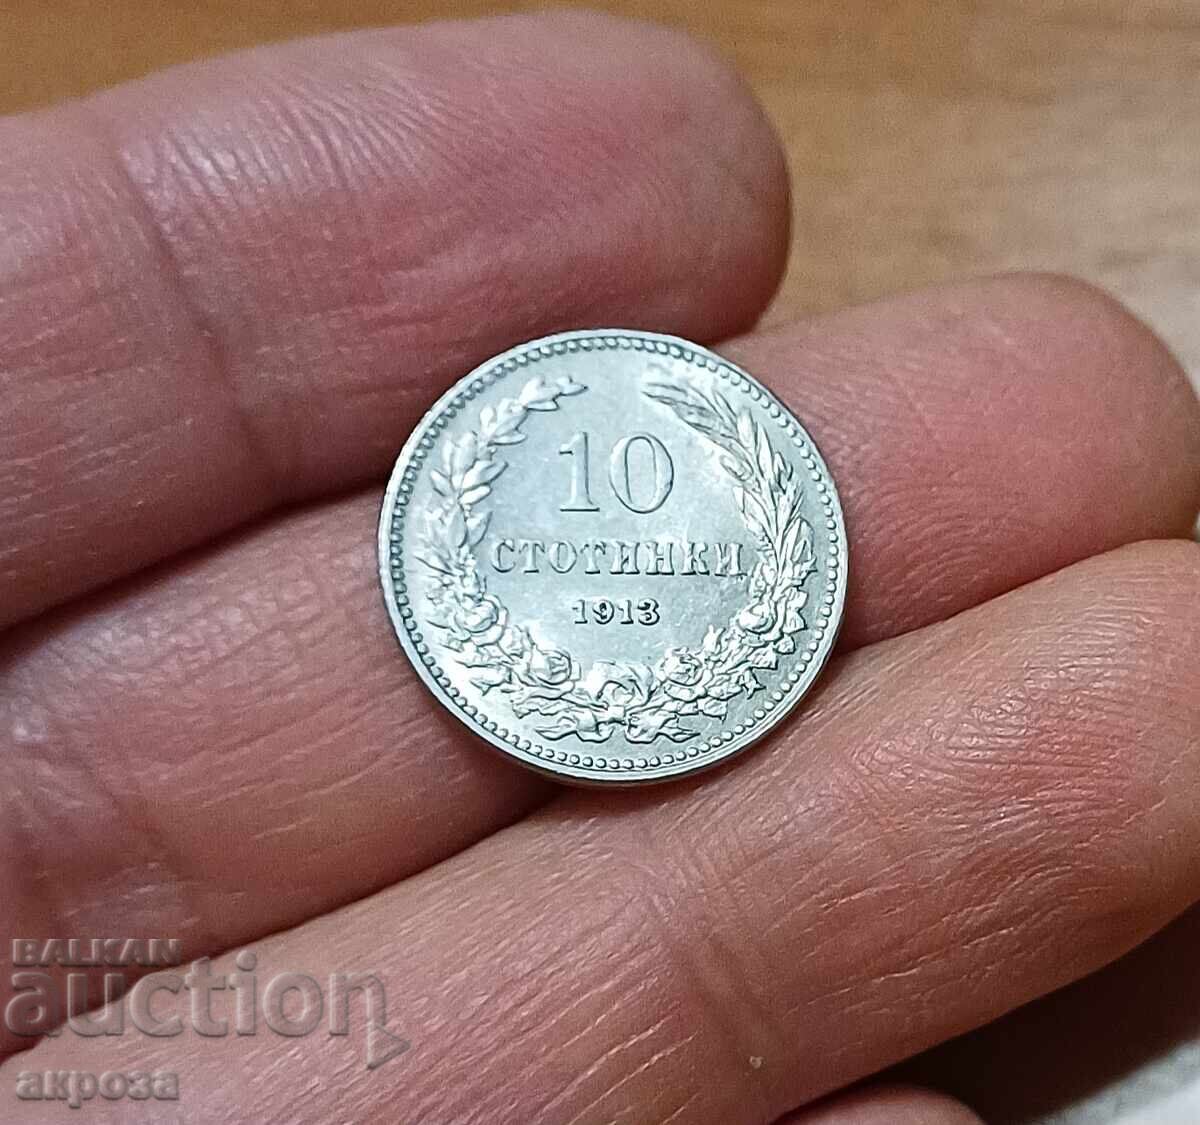 10
СТОТИНКИ
1913
BALKAN
auction
акроза